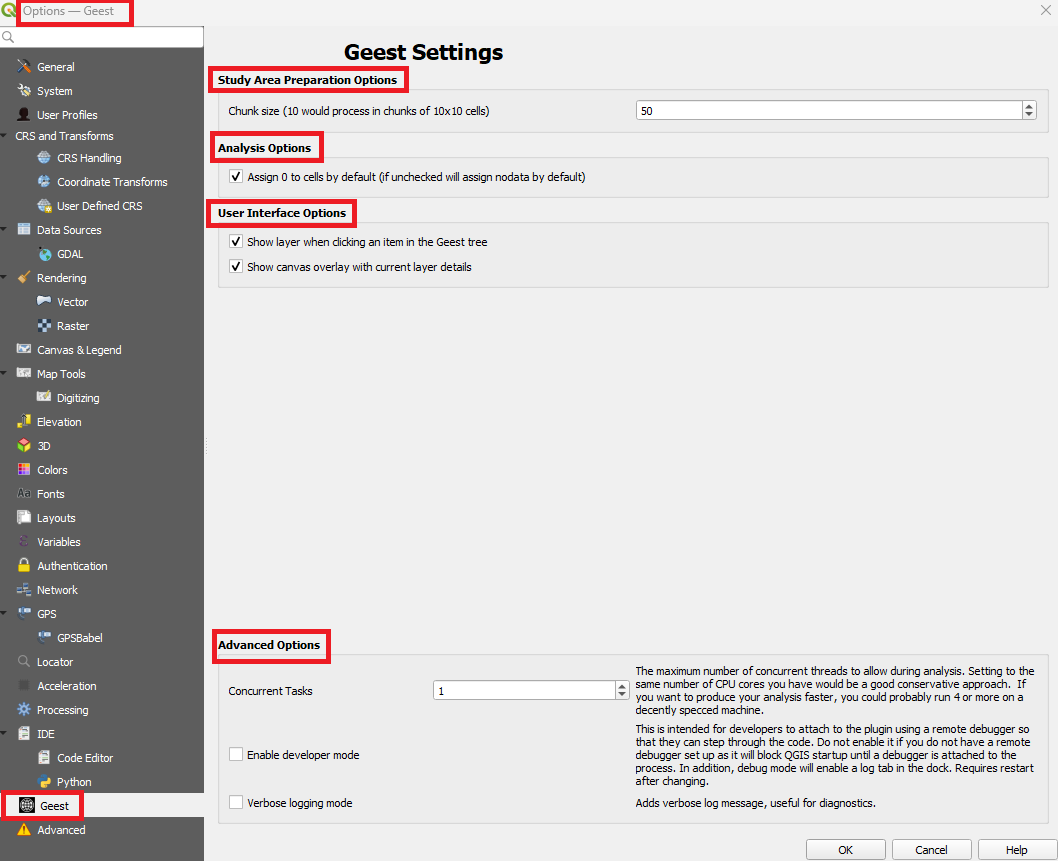 Options — Geest
General
System
User Profiles
CRS and Transforms
CRS Handling
Coordinate Transforms
User Defined CRS
Data Sources
GDAL
Rendering
Vector
Raster
Canvas & Legend
Map Tools
Digitizing
Elevation
3D
Colors
Aa Fonts
Layouts
Variables
Authentication
Network
GPS
GPSBabel
Locator
Acceleration
Processing
IDE
Code Editor
Python
Geest
Advanced
Geest Settings
Study Area Preparation Options
Chunk size (10 would process in chunks of 10x10 cells) 50
Analysis Options
Assign 0 to cells by default (if unchecked will assign nodata by default)
User Interface Options
Show layer when clicking an item in the Geest tree
Show canvas overlay with current layer details
Advanced Options
Concurrent Tasks 1
The maximum number of concurrent threads to allow during analysis. Setting to the
same number of CPU cores you have would be a good conservative approach. If
you want to produce your analysis faster, you could probably run 4 or more on a
decently specced machine.
Enable developer mode
This is intended for developers to attach to the plugin using a remote debugger so
that they can step through the code. Do not enable it if you do not have a remote
debugger set up as it will block QGIS startup until a debugger is attached to the
process. In addition, debug mode will enable a log tab in the dock. Requires restart
after changing.
Verbose logging mode
Adds verbose log message, useful for diagnostics.
OK Cancel Help